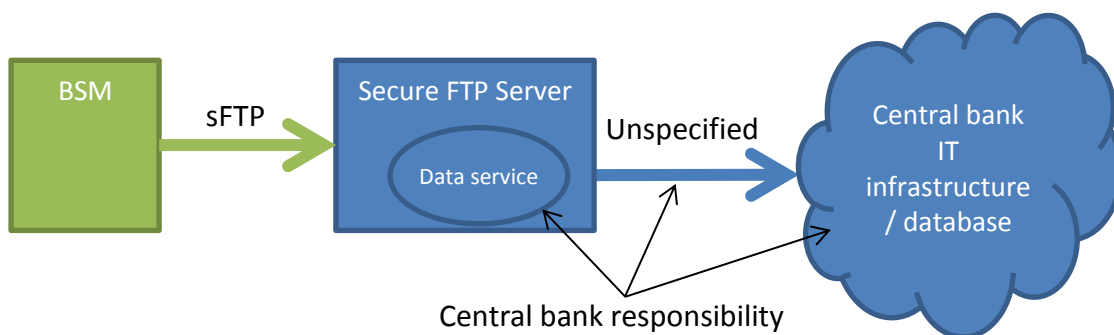 BSM
sFTP
Secure FTP Server
Data service
Unspecified
Central bank
IT
infrastructure
/ database
Central bank responsibility